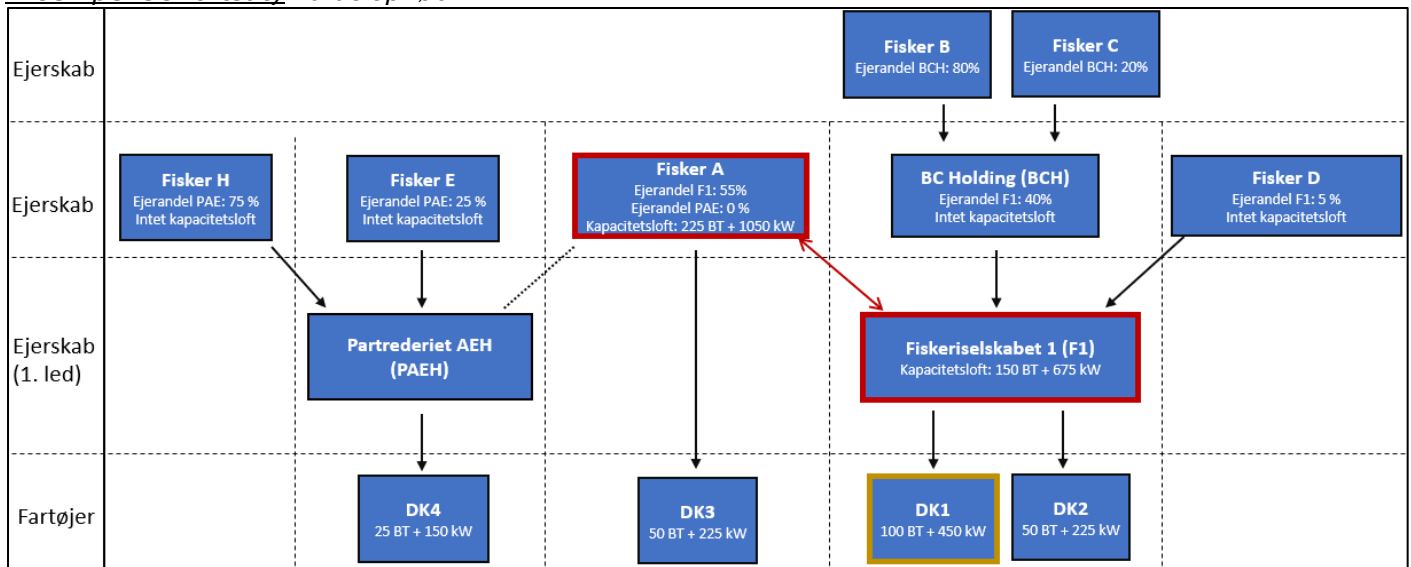 Ejerskab
Fisker B
Ejerandel BCH: 80%
Fisker C
Ejerandel BCH: 20%
Ejerskab
Fisker H
Ejerandel PAE: 75 %
Intet kapacitetsloft
Fisker E
Ejerandel PAE: 25 %
Intet kapacitetsloft
Fisker A
Ejerandel F1: 55%
Ejerandel PAE: 0 %
Kapacitetsloft: 225 BT + 1050 kW
BC Holding (BCH)
Ejerandel F1: 40%
Intet kapacitetsloft
Fisker D
Ejerandel F1: 5 %
Intet kapacitetsloft
Ejerskab
(1. led)
Partrederiet AEH
(PAEH)
Fiskeriselskabet 1 (F1)
Kapacitetsloft: 150 BT + 675 kW
Fartøjer
DK4
25 BT + 150 kW
DK3
50 BT + 225 kW
DK1
100 BT + 450 kW
DK2
50 BT + 225 kW